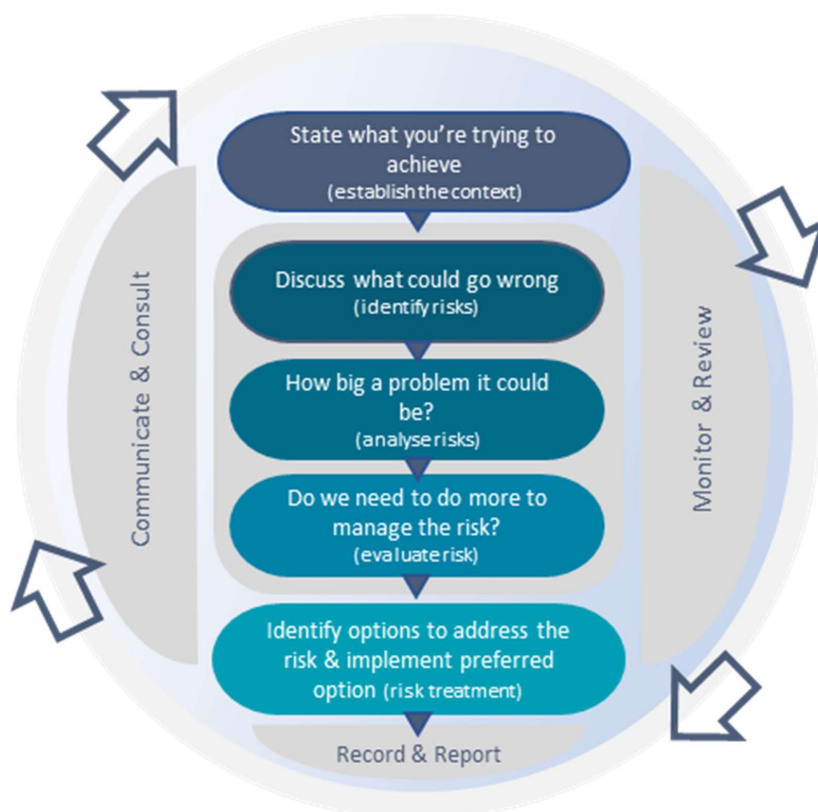 State what you're trying to
achieve
(establish the context)
Discuss what could go wrong
(identify risks)
How big a problem it could
be?
(analyse risks)
Do we need to do more to
manage the risk?
(evaluate risk)
Identify options to address the
risk & implement preferred
option (risk treatment)
Record & Report
Communicate & Consult
Monitor & Review